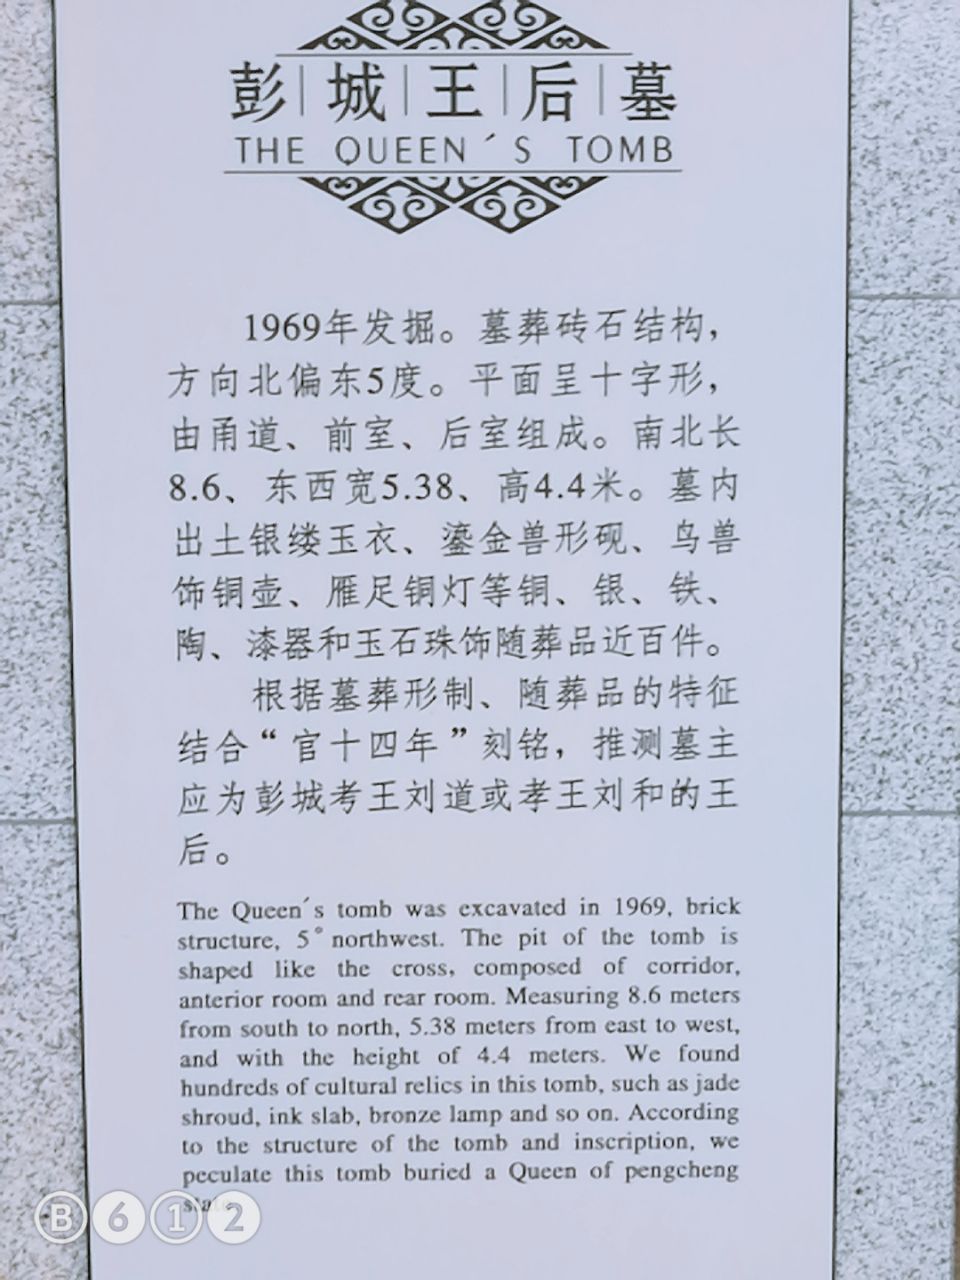 彭城王后墓
THE QUEEN´S TOMB
1969年发掘。墓葬砖石结构，
方向北偏东5度。平面呈十字形，
由甬道、前室、后室组成。南北长
8.6、东西宽5.38、高4.4米。墓内
出土银缕玉衣、鎏金兽形砚、鸟兽
饰铜壶、雁足铜灯等铜、银、铁、
陶、漆器和玉石珠饰随葬品近百件。
根据墓葬形制、随葬品的特征
结合“官十四年”刻铭，推测墓主
应为彭城考王刘道或孝王刘和的王
后。
The Queen´s tomb was excavated in 1969, brick
structure, 5° northwest. The pit of the tomb is
shaped like the cross, composed of corridor,
anterior room and rear room. Measuring 8.6 meters
from south to north, 5.38 meters from east to west,
and with the height of 4.4 meters. We found
hundreds of cultural relics in this tomb, such as jade
shroud, ink slab, bronze lamp and so on. According
to the structure of the tomb and inscription, we
peculate this tomb buried a Queen of pengcheng
B612